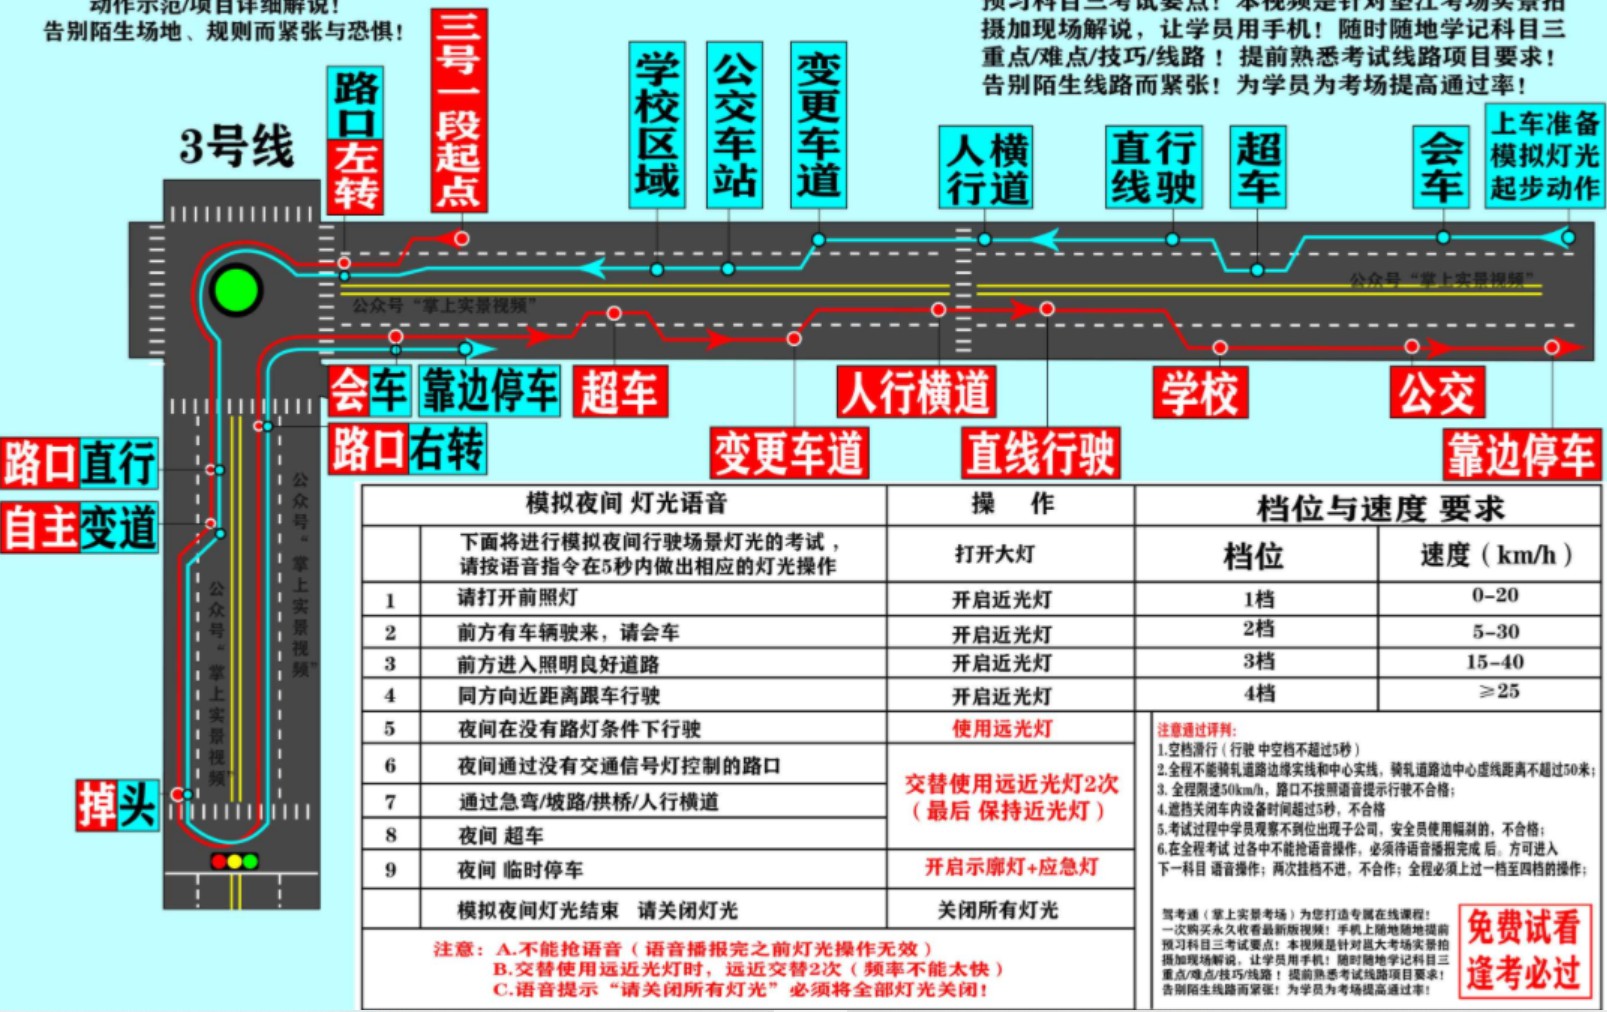 动作示范/项目详细解说！
告别陌生场地、规则而紧张与恐惧！
预习科目三考试要点！本视频是针对垫江考场实景拍
摄加现场解说，让学员用手机！随时随地学记科目三
重点/难点/技巧/线路！提前熟悉考试线路项目要求！
告别陌生线路而紧张！为学员为考场提高通过率！
3号线
路口左转
三号一段起点
学校区域
公交车站
变更车道
人行横道
直线行驶
超车
会车
上车准备
模拟灯光
起步动作
公众号“掌上实景视频”
公众号“掌上实景视频”
会车
靠边停车
超车
人行横道
学校
公交
路口右转
变更车道
直线行驶
靠边停车
路口直行
自主变道
掉头
公众号“掌上实景视频”
公众号“掌上实景视频”
模拟夜间 灯光语音 操 作 档位与速度 要求
下面将进行模拟夜间行驶场景灯光的考试，
请按语音指令在5秒内做出相应的灯光操作
打开大灯
档位 速度（km/h）
1 请打开前照灯 开启近光灯 1档 0-20
2 前方有车辆驶来，请会车 开启近光灯 2档 5-30
3 前方进入照明良好道路 开启近光灯 3档 15-40
4 同方向近距离跟车行驶 开启近光灯 4档 ≥25
5 夜间在没有路灯条件下行驶 使用远光灯
6 夜间通过没有交通信号灯控制的路口
7 通过急弯/坡路/拱桥/人行横道
8 夜间 超车
交替使用远近光灯2次
（最后 保持近光灯）
9 夜间 临时停车 开启示廓灯+应急灯
模拟夜间灯光结束 请关闭灯光 关闭所有灯光
注意：A.不能抢语音（语音播报完之前灯光操作无效）
B.交替使用远近光灯时，远近交替2次（频率不能太快）
C.语音提示“请关闭所有灯光”必须将全部灯光关闭！
注意通过评判:
1.空档滑行（行驶 中空档不超过5秒）
2.全程不能骑轧道路边缘实线和中心实线，骑轧道路边中心虚线距离不超过50米；
3.全程限速50km/h，路口不按照语音提示行驶不合格；
4.遮挡关闭车内设备时间超过5秒，不合格
5.考试过程中学员观察不到位出现子公司，安全员使用幅刹的，不合格；
6.在全程考试 过各中不能抢语音操作，必须待语音播报完成 后。方可进入
下一科目 语音操作；两次挂档不进，不合作；全程必须上过一档至四档的操作；
驾考通（掌上实景考场）为您打造专属在线课程！
一次购买永久收看最新版视频！手机上随地随地提前
预习科目三考试要点！本视频是针对邕大考场实景拍
摄加现场解说，让学员用手机！随时随地学记科目三
重点/难点/技巧/线路！提前熟悉考试线路项目要求！
告别陌生线路而紧张！为学员为考场提高通过率！
免费试看
逢考必过